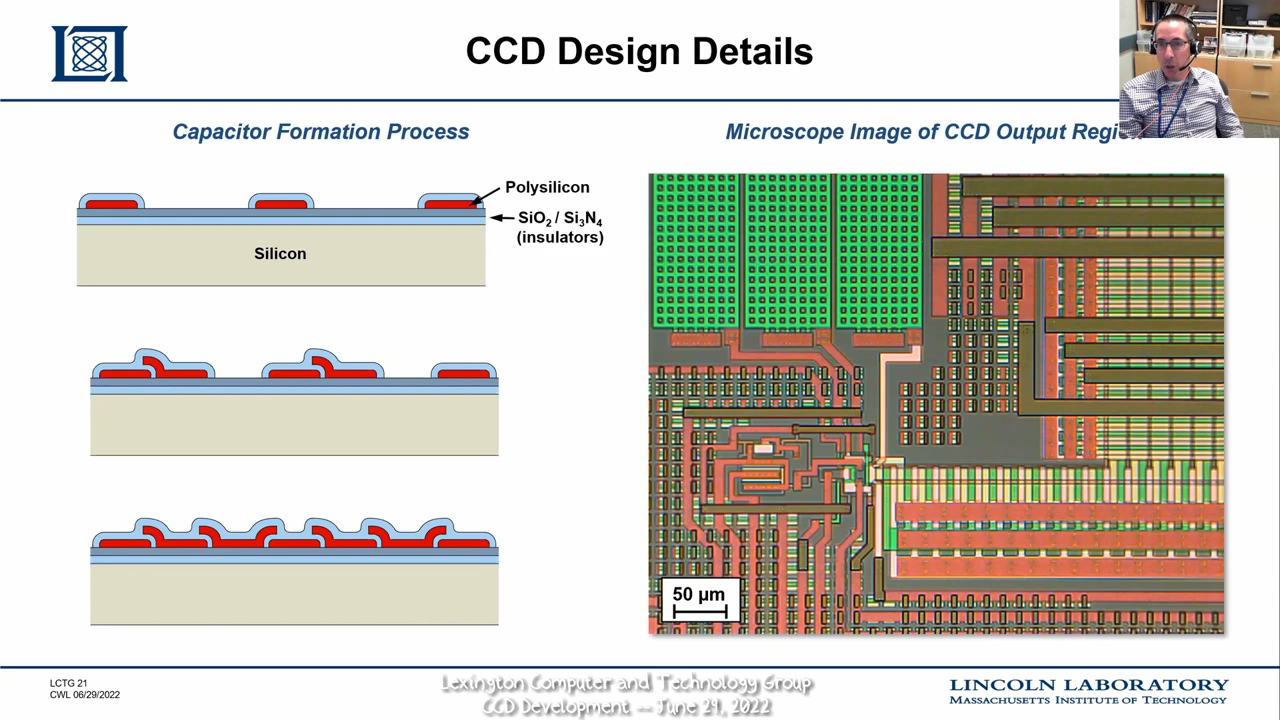 CCD Design Details
Capacitor Formation Process
Polysilicon
SiO2 / Si3N4
(insulators)
Silicon
Microscope Image of CCD Output Regi
50 µm
LCTG 21
CWL 06/29/2022
Lexington Computer and Technology Group
CCD Development -- June 29, 2022
LINCOLN LABORATORY
MASSACHUSETTS INSTITUTE OF TECHNOLOGY